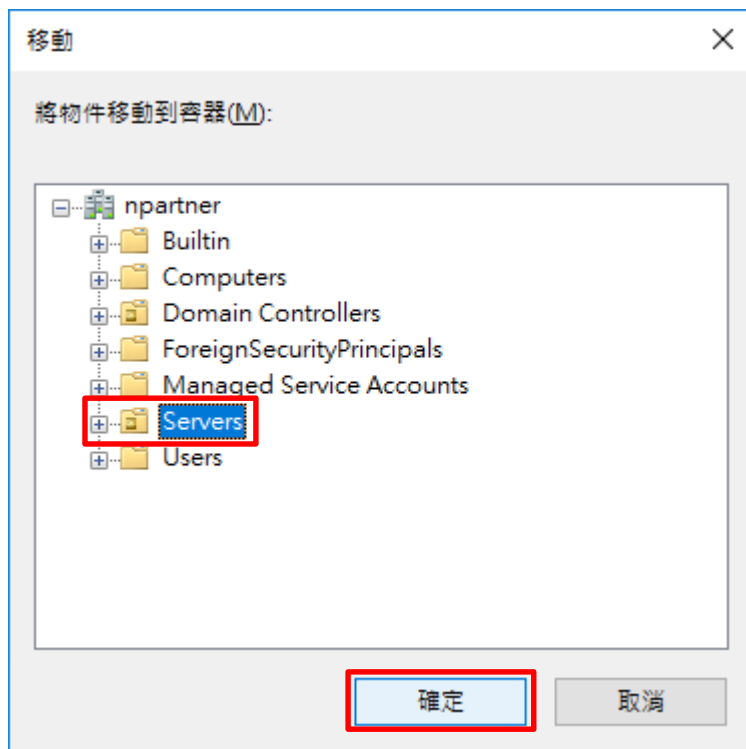 移動
將物件移動到容器(M):
npartner
Builtin
Computers
Domain Controllers
ForeignSecurityPrincipals
Managed Service Accounts
Servers
Users
確定
取消